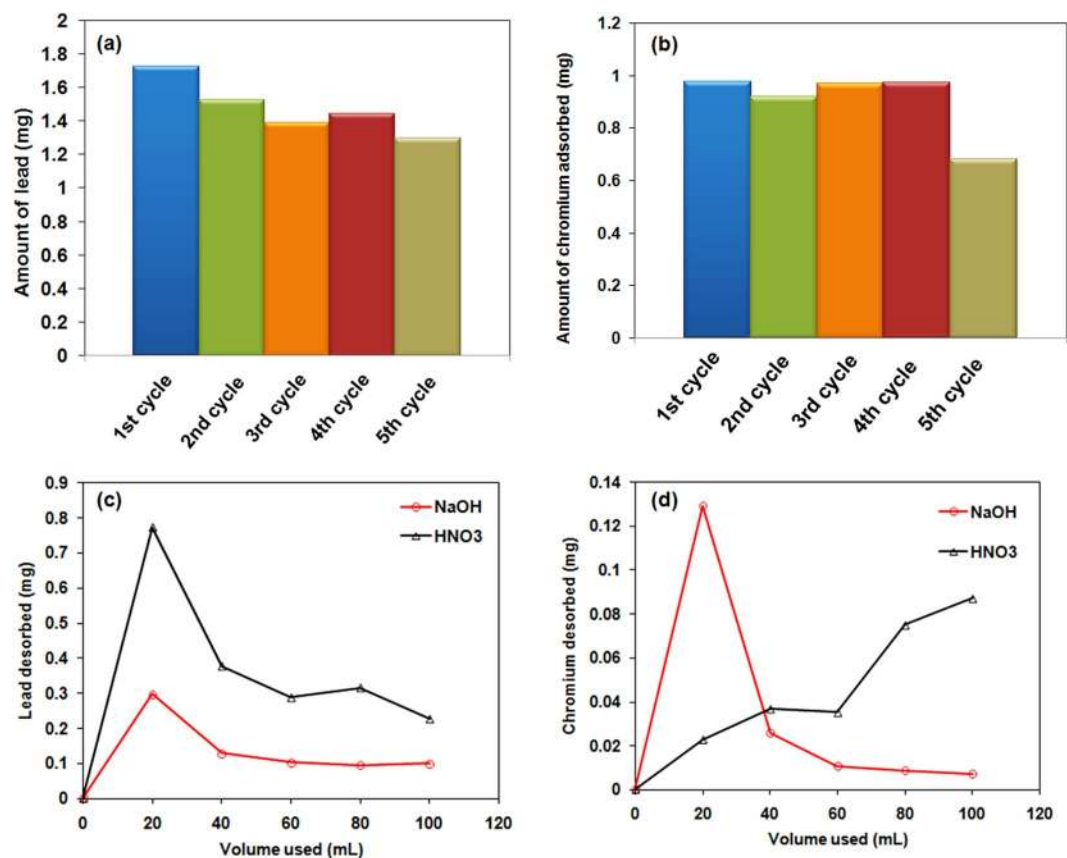 (a)
Amount of lead (mg)
2
1.8
1.6
1.4
1.2
1
0.8
0.6
0.4
0.2
0
1st cycle
2nd cycle
3rd cycle
4th cycle
5th cycle
(b)
Amount of chromium adsorbed (mg)
1.2
1
0.8
0.6
0.4
0.2
0
1st cycle
2nd cycle
3rd cycle
4th cycle
5th cycle
(c)
NaOH
HNO3
Lead desorbed (mg)
0.9
0.8
0.7
0.6
0.5
0.4
0.3
0.2
0.1
0
0 20 40 60 80 100 120
Volume used (mL)
(d)
NaOH
HNO3
Chromium desorbed (mg)
0.14
0.12
0.1
0.08
0.06
0.04
0.02
0
0 20 40 60 80 100 120
Volume used (mL)